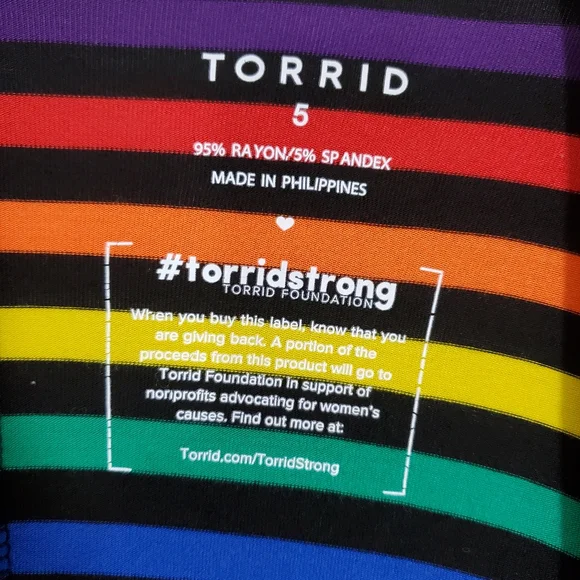 TORRID
5
95% RAYON/5% SPANDEX
MADE IN PHILIPPINES
#torridstrong
TORRID FOUNDATION
When you buy this label, know that you
are giving back. A portion of the
proceeds from this product will go to
Torrid Foundation in support of
nonprofits advocating for women's
causes. Find out more at:
Torrid.com/TorridStrong